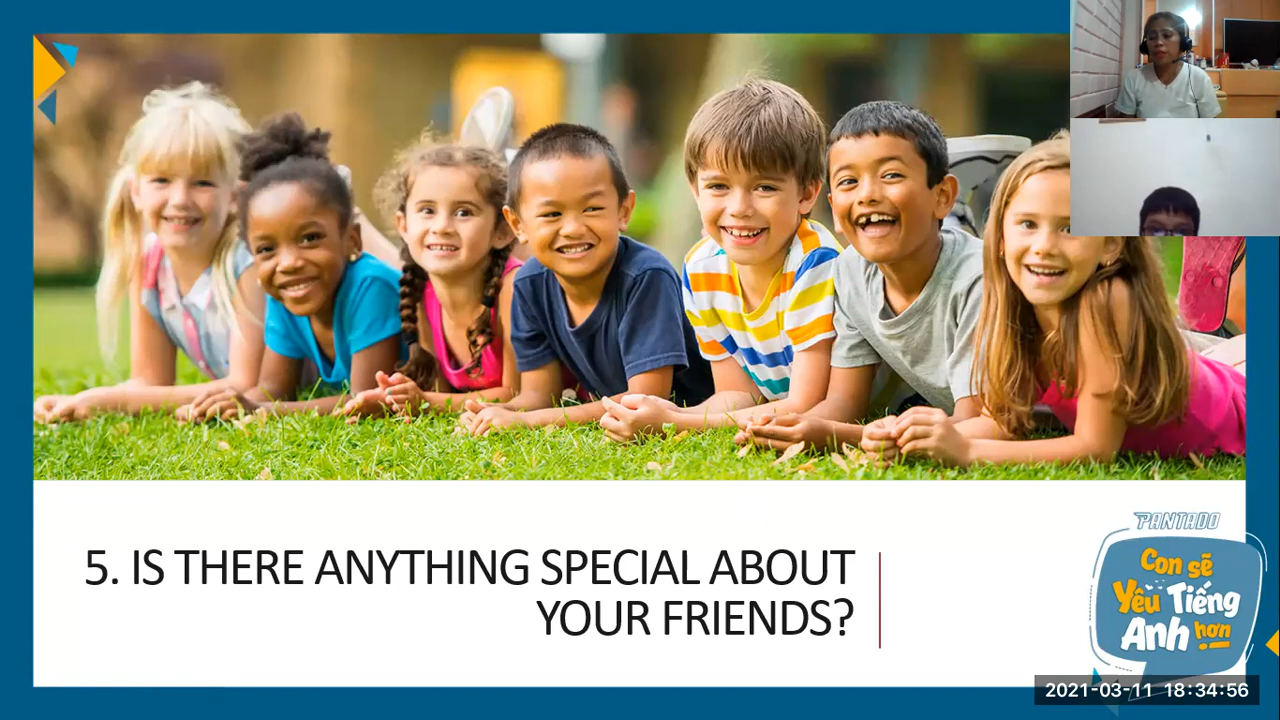 5. IS THERE ANYTHING SPECIAL ABOUT
YOUR FRIENDS?
PANTADO
Con sẽ
Yêu Tiếng
Anh hơn
2021-03-11 18:34:56